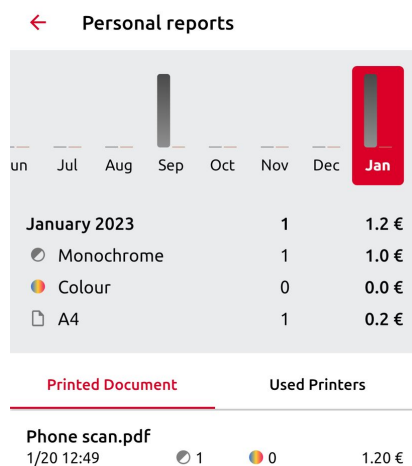 Personal reports
un Jul Aug Sep Oct Nov Dec Jan
January 2023 1 1.2 €
Monochrome 1 1.0 €
Colour 0 0.0 €
A4 1 0.2 €
Printed Document Used Printers
Phone scan.pdf
1/20 12:49 1 0 1.20 €